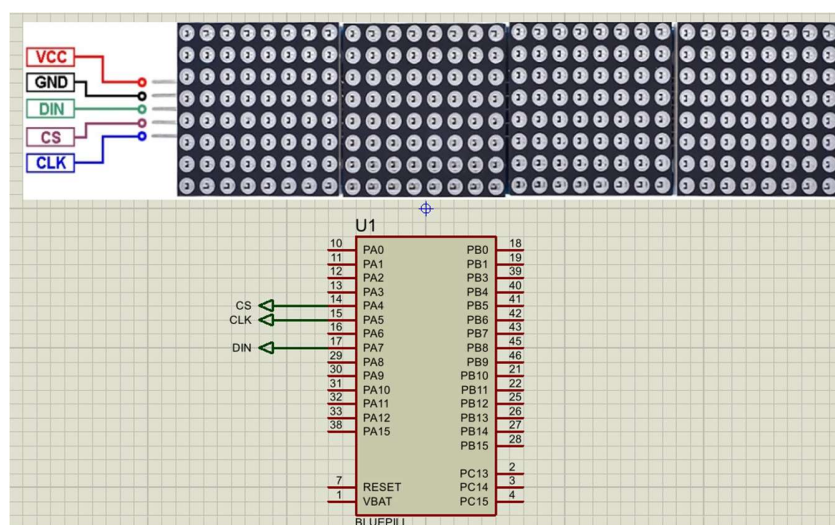 VCC
GND
DIN
CS
CLK
U1
10 PA0 PB0 18
11 PA1 PB1 19
12 PA2 PB3 39
13 PA3 PB4 40
CS 14 PA4 PB5 41
CLK 15 PA5 PB6 42
16 PA6 PB7 43
DIN 17 PA7 PB8 45
29 PA8 PB9 46
30 PA9 PB10 21
31 PA10 PB11 22
32 PA11 PB12 25
33 PA12 PB13 26
38 PA15 PB14 27
PB15 28
PC13 2
7 RESET PC14 3
1 VBAT PC15 4
BLUEPILL